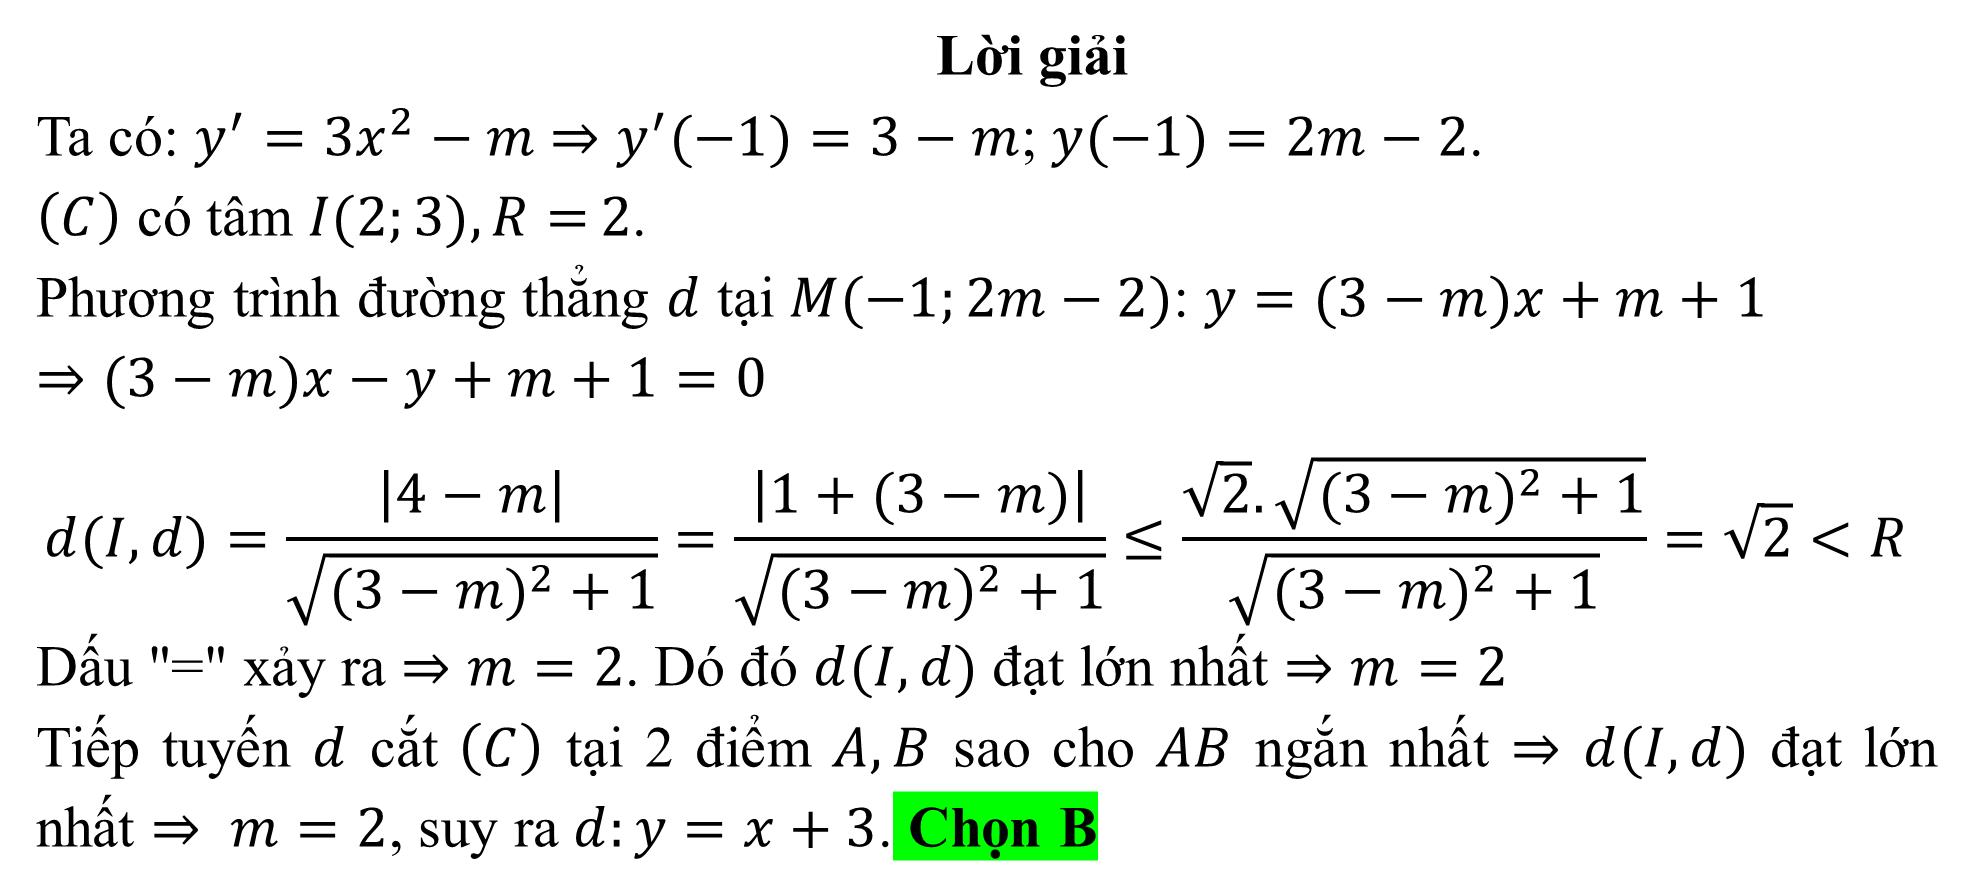 Lời giải
Ta có: y′ = 3x² − m ⇒ y′(−1) = 3 − m; y(−1) = 2m − 2.
(C) có tâm I(2; 3), R = 2.
Phương trình đường thẳng d tại M(−1; 2m − 2): y = (3 − m)x + m + 1
⇒ (3 − m)x − y + m + 1 = 0
d(I, d) = |4 − m| / √((3 − m)² + 1) = |1 + (3 − m)| / √((3 − m)² + 1) ≤ √2.√((3 − m)² + 1) / √((3 − m)² + 1) = √2 < R
Dấu "=" xảy ra ⇒ m = 2. Dó đó d(I, d) đạt lớn nhất ⇒ m = 2
Tiếp tuyến d cắt (C) tại 2 điểm A, B sao cho AB ngắn nhất ⇒ d(I, d) đạt lớn
nhất ⇒ m = 2, suy ra d: y = x + 3. Chọn B